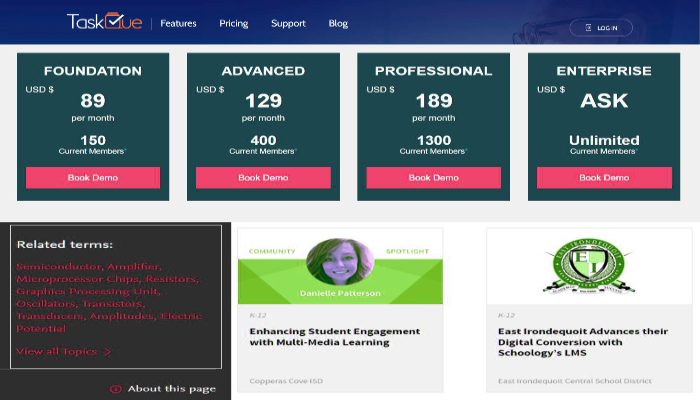 TaskQue
Features
Pricing
Support
Blog
LOG IN
FOUNDATION
USD $
89
per month
150
Current Members*
Book Demo
ADVANCED
USD $
129
per month
400
Current Members*
Book Demo
PROFESSIONAL
USD $
189
per month
1300
Current Members*
Book Demo
ENTERPRISE
USD $
ASK
Unlimited
Current Members*
Book Demo
Related terms:
Semiconductor, Amplifier,
Microprocessor Chips, Resistors,
Graphics Processing Unit,
Oscillators, Transistors,
Transducers, Amplitudes, Electric
Potential
View all Topics >
About this page
COMMUNITY SPOTLIGHT
Danielle Patterson
K-12
Enhancing Student Engagement
with Multi-Media Learning
Copperas Cove ISD
EAST IRONDEQUOIT
EI
K-12
East Irondequoit Advances their
Digital Conversion with
Schoology's LMS
East Irondequoit Central School District